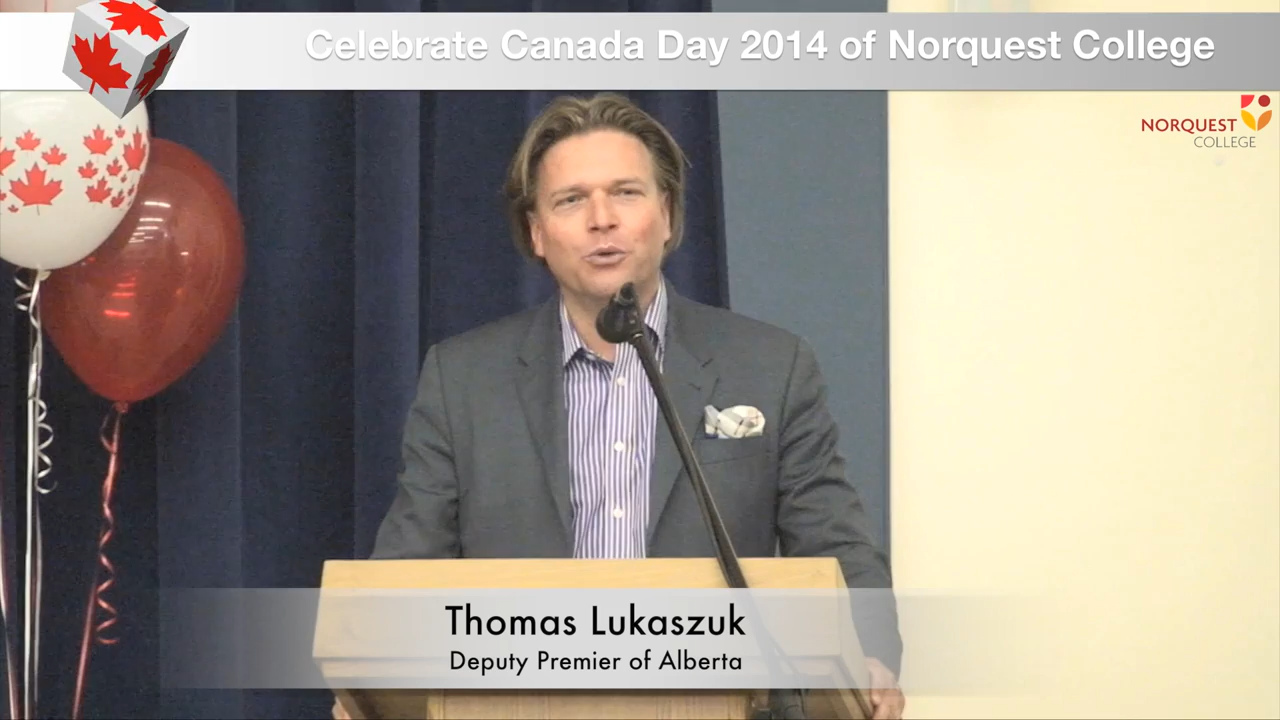 Celebrate Canada Day 2014 of Norquest College
NORQUEST
COLLEGE
Thomas Lukaszuk
Deputy Premier of Alberta